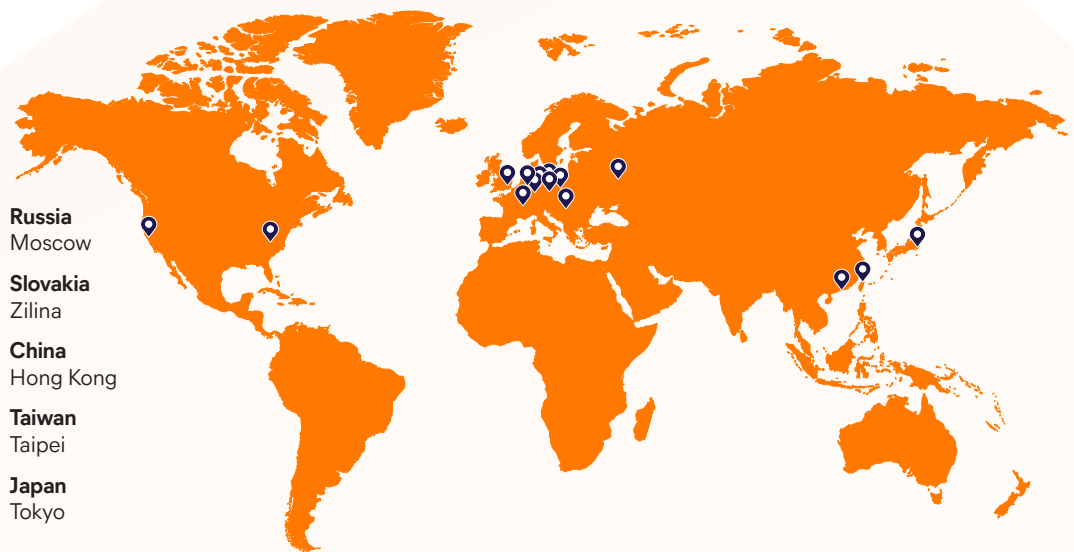 Russia
Moscow
Slovakia
Zilina
China
Hong Kong
Taiwan
Taipei
Japan
Tokyo